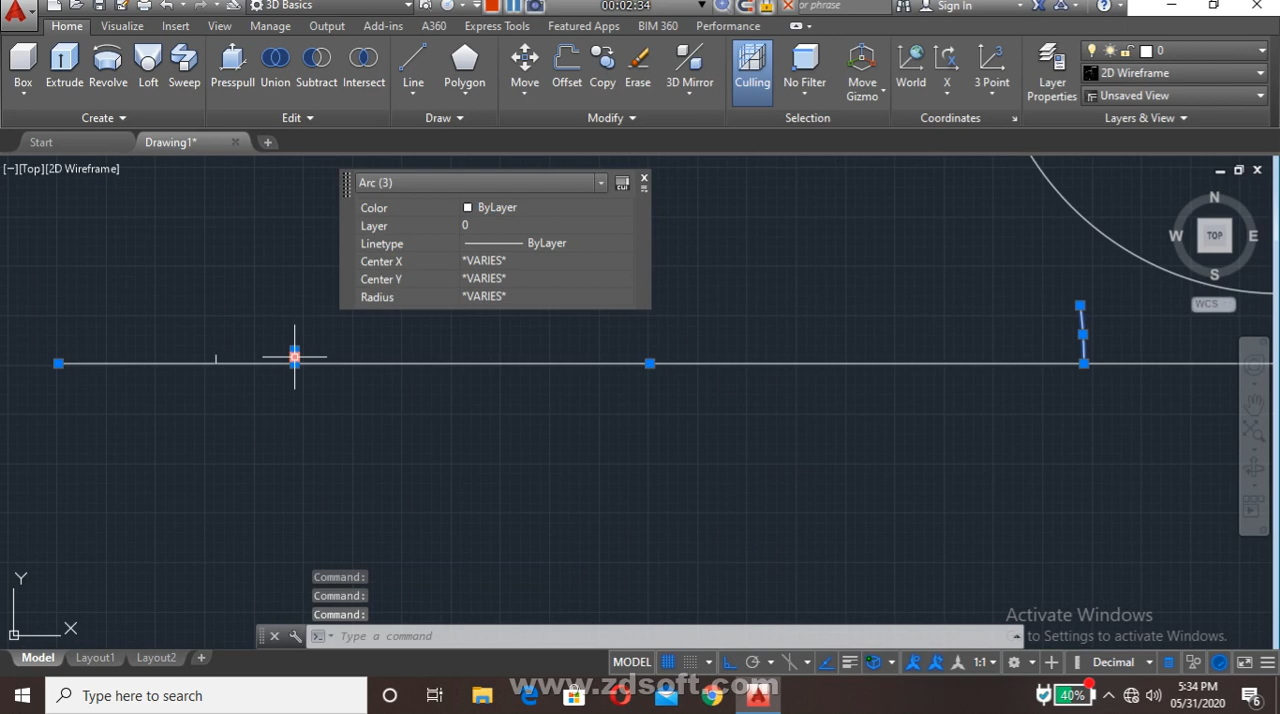 3D Basics 00:02:34 or phrase Sign In
Home Visualize Insert View Manage Output Add-ins A360 Express Tools Featured Apps BIM 360 Performance
Box Extrude Revolve Loft Sweep Presspull Union Subtract Intersect Line Polygon Move Offset Copy Erase 3D Mirror Culling No Filter Move Gizmo World X 3 Point Layer Properties
0
2D Wireframe
Unsaved View
Create Edit Draw Modify Selection Coordinates Layers & View
Start Drawing1*
[−][Top][2D Wireframe]
Arc (3)
Color ByLayer
Layer 0
Linetype ByLayer
Center X *VARIES*
Center Y *VARIES*
Radius *VARIES*
N
W TOP E
S
WCS
Command:
Command:
Command:
Y
X
Type a command
Activate Windows
to Settings to activate Windows.
Model Layout1 Layout2 MODEL 1:1 Decimal
www.zdsoft.com
Type here to search 40% 5:34 PM
05/31/2020
6